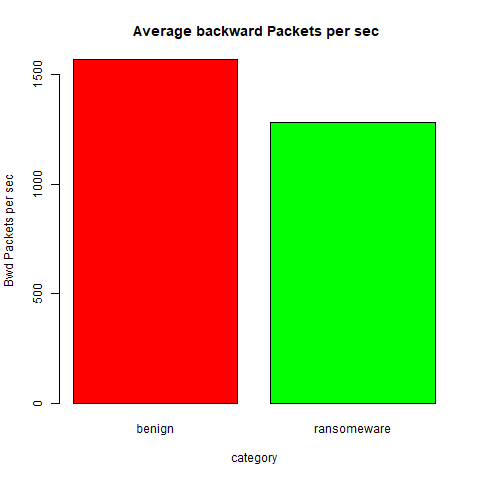 Average backward Packets per sec
Bwd Packets per sec
1500
1000
500
0
benign
ransomeware
category